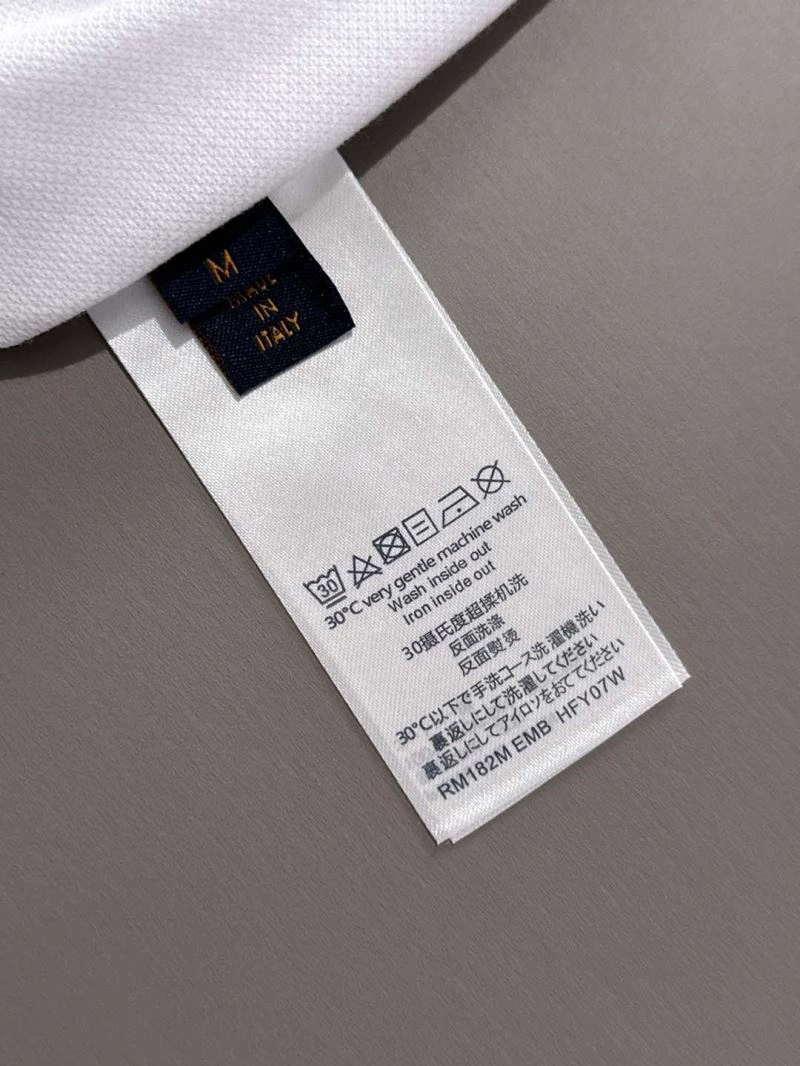 M
MADE
IN
ITALY
30
30°C very gentle machine wash
Wash inside out
Iron inside out
30摄氏度超揉机洗
反面洗涤
反面熨烫
30℃以下で手洗コース洗濯機洗い
裏返しにして洗濯してください
裏返しにしてアイロンをおててください
RM182M EMB HFY07W